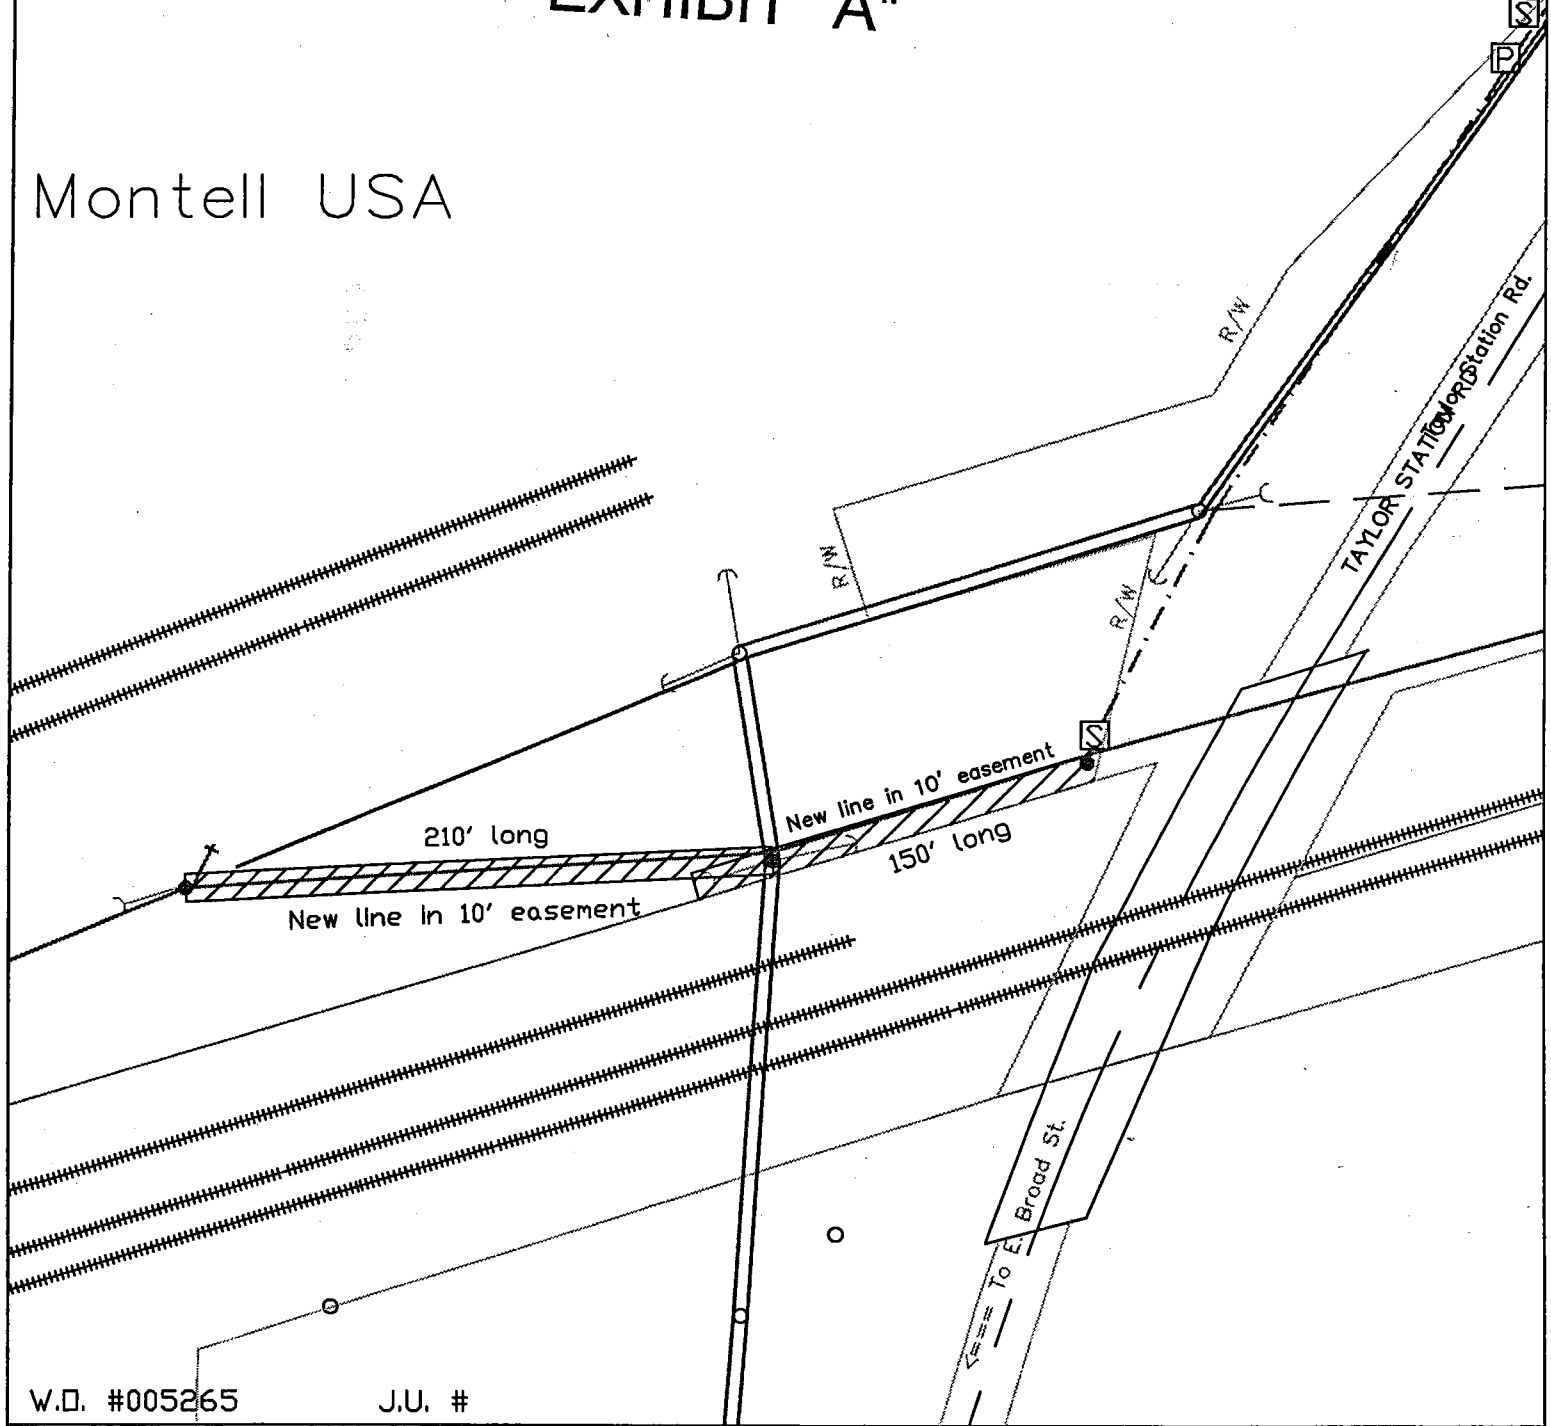 EXHIBIT "A"
S
P
Montell USA
R/W
Taylor Station Rd.
TAYLOR STATION RD
R/W
R/W
S
New line in 10' easement
210' long
150' long
New line in 10' easement
<=== To E. Broad St.
W.O. #005265
J.U. #